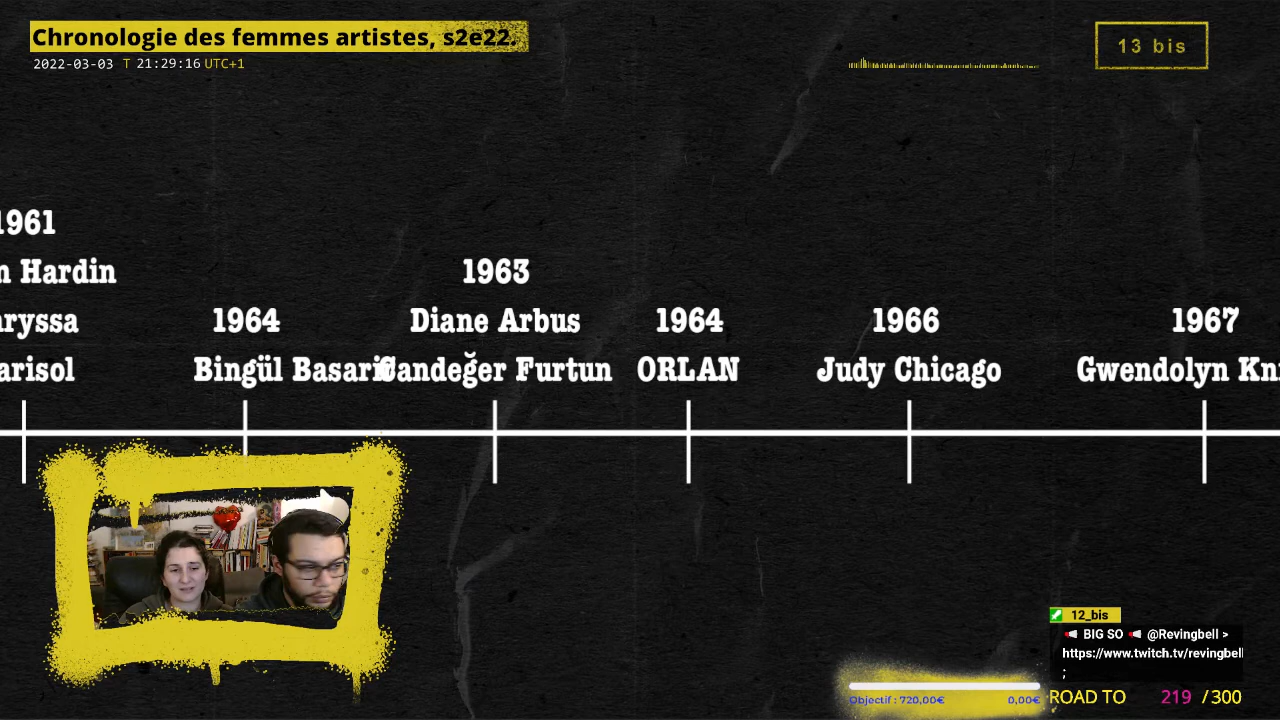 Chronologie des femmes artistes, s2e22.
2022-03-03 T 21:29:16 UTC+1
13 bis
1961
Hardin
1963
aryssa
1964
Diane Arbus
1964
1966
1967
arisol
Bingül Basarir
Candeğer Furtun
ORLAN
Judy Chicago
Gwendolyn Kni
12_bis
BIG SO @Revingbell >
https://www.twitch.tv/revingbell
;
Objectif : 720,00€ 0,00€
ROAD TO 219 /300